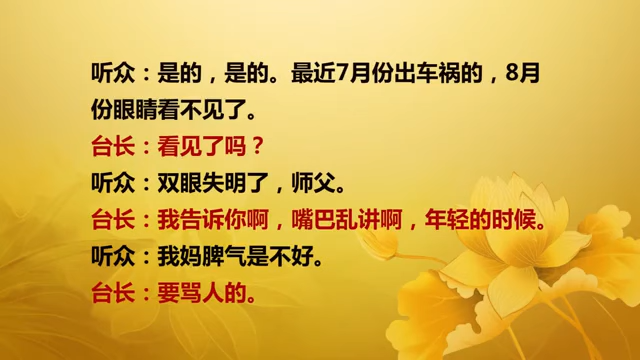 听众：是的，是的。最近7月份出车祸的，8月
份眼睛看不见了。
台长：看见了吗？
听众：双眼失明了，师父。
台长：我告诉你啊，嘴巴乱讲啊，年轻的时候。
听众：我妈脾气是不好。
台长：要骂人的。